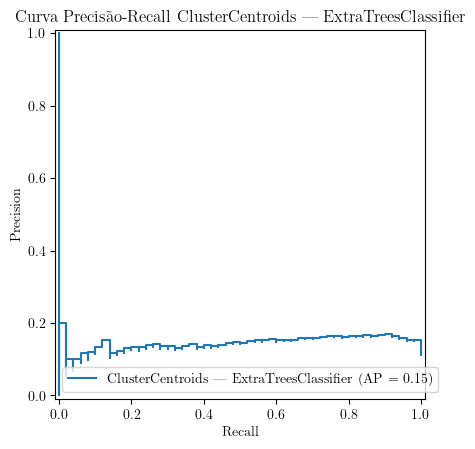 Curva Precisão-Recall ClusterCentroids — ExtraTreesClassifier
1.0
0.8
0.6
0.4
0.2
0.0
Precision
ClusterCentroids — ExtraTreesClassifier (AP = 0.15)
0.0 0.2 0.4 0.6 0.8 1.0
Recall